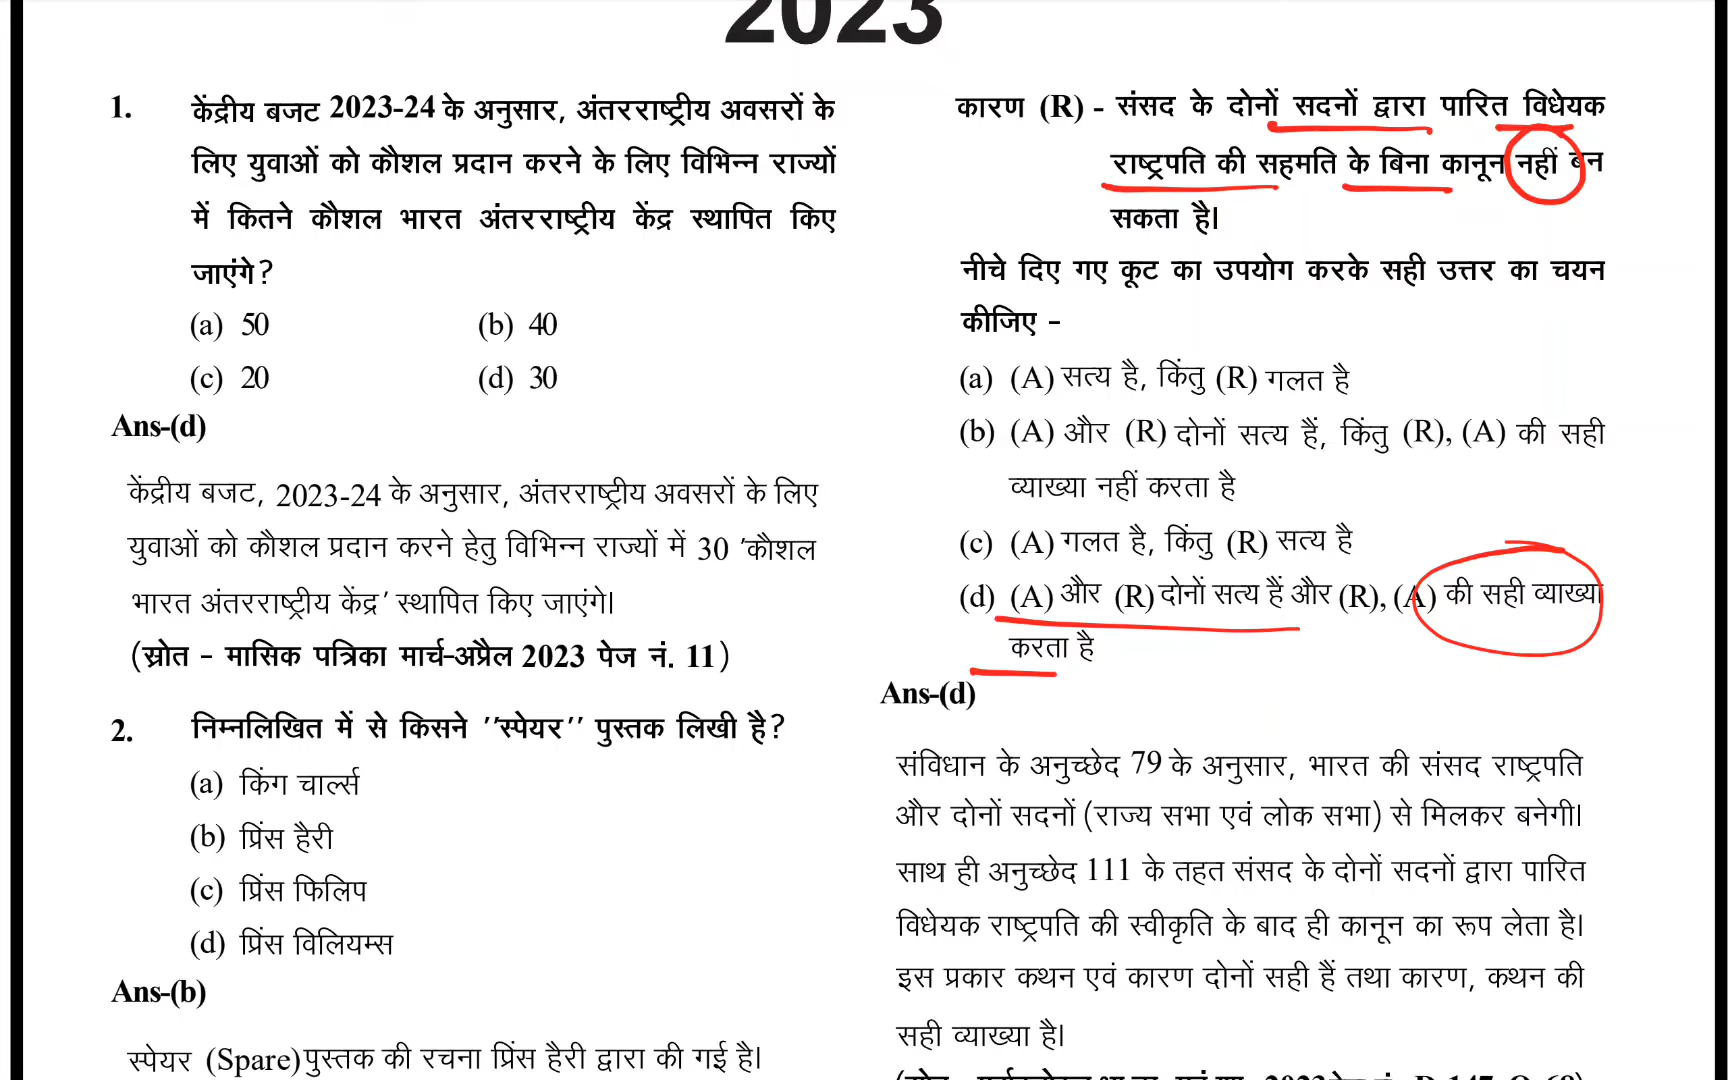 2023
1. केंद्रीय बजट 2023-24 के अनुसार, अंतरराष्ट्रीय अवसरों के
लिए युवाओं को कौशल प्रदान करने के लिए विभिन्न राज्यों
में कितने कौशल भारत अंतरराष्ट्रीय केंद्र स्थापित किए
जाएंगे?
(a) 50 (b) 40
(c) 20 (d) 30
Ans-(d)
केंद्रीय बजट, 2023-24 के अनुसार, अंतरराष्ट्रीय अवसरों के लिए
युवाओं को कौशल प्रदान करने हेतु विभिन्न राज्यों में 30 'कौशल
भारत अंतरराष्ट्रीय केंद्र' स्थापित किए जाएंगे।
(स्रोत - मासिक पत्रिका मार्च-अप्रैल 2023 पेज नं. 11)
2. निम्नलिखित में से किसने ''स्पेयर'' पुस्तक लिखी है?
(a) किंग चार्ल्स
(b) प्रिंस हैरी
(c) प्रिंस फिलिप
(d) प्रिंस विलियम्स
Ans-(b)
स्पेयर (Spare) पुस्तक की रचना प्रिंस हैरी द्वारा की गई है।
कारण (R) - संसद के दोनों सदनों द्वारा पारित विधेयक
राष्ट्रपति की सहमति के बिना कानून नहीं बन
सकता है।
नीचे दिए गए कूट का उपयोग करके सही उत्तर का चयन
कीजिए -
(a) (A) सत्य है, किंतु (R) गलत है
(b) (A) और (R) दोनों सत्य हैं, किंतु (R), (A) की सही
व्याख्या नहीं करता है
(c) (A) गलत है, किंतु (R) सत्य है
(d) (A) और (R) दोनों सत्य हैं और (R), (A) की सही व्याख्या
करता है
Ans-(d)
संविधान के अनुच्छेद 79 के अनुसार, भारत की संसद राष्ट्रपति
और दोनों सदनों (राज्य सभा एवं लोक सभा) से मिलकर बनेगी।
साथ ही अनुच्छेद 111 के तहत संसद के दोनों सदनों द्वारा पारित
विधेयक राष्ट्रपति की स्वीकृति के बाद ही कानून का रूप लेता है।
इस प्रकार कथन एवं कारण दोनों सही हैं तथा कारण, कथन की
सही व्याख्या है।